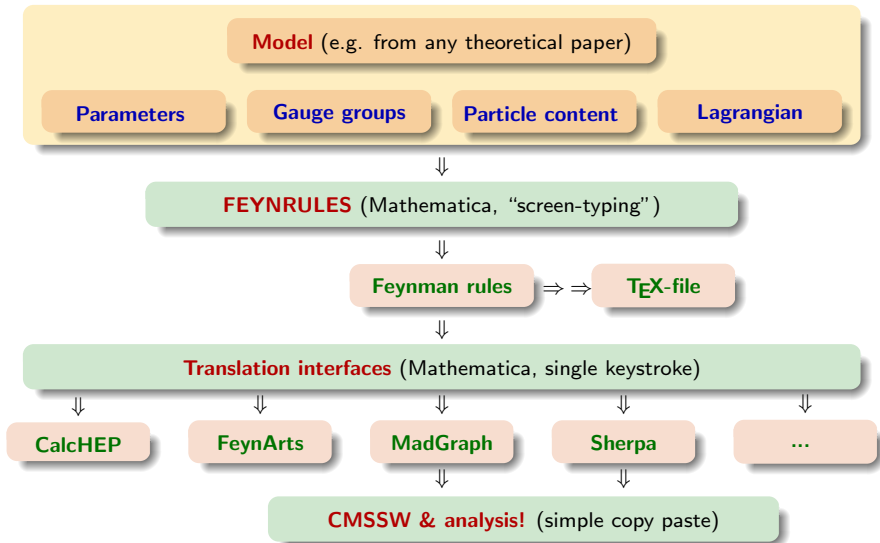 Model (e.g. from any theoretical paper)
Parameters Gauge groups Particle content Lagrangian
⇓
FEYNRULES (Mathematica, “screen-typing”)
⇓
Feynman rules ⇒ ⇒ TEX-file
⇓
Translation interfaces (Mathematica, single keystroke)
⇓ ⇓ ⇓ ⇓ ⇓
CalcHEP FeynArts MadGraph Sherpa ...
⇓ ⇓
CMSSW & analysis! (simple copy paste)